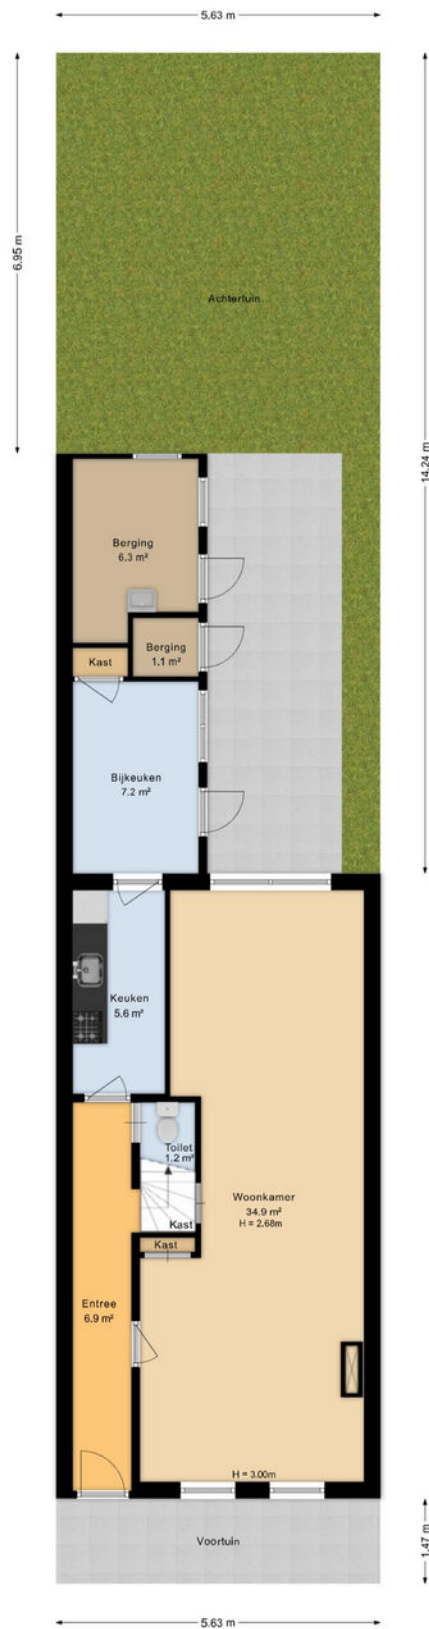 5.63 m
6.95 m
14.24 m
Achtertuin
Berging
6.3 m²
Kast
Berging
1.1 m²
Bijkeuken
7.2 m²
Keuken
5.6 m²
Toilet
1.2 m²
Kast
Woonkamer
34.9 m²
H = 2.68m
Kast
Entree
6.9 m²
H = 3.00m
Voortuin
1.47 m
5.63 m